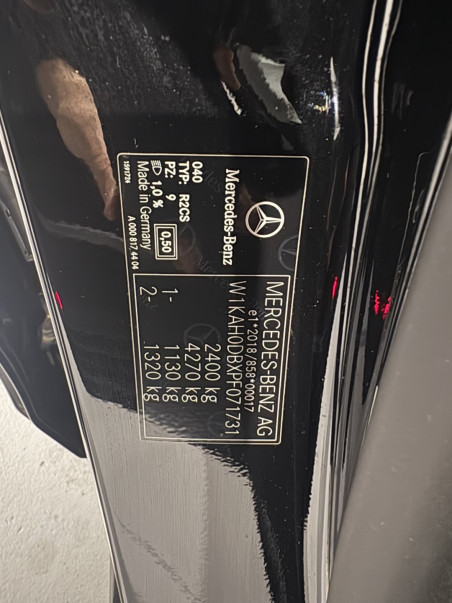 MERCEDES-BENZ AG
e1*2018/858*00017
W1KAH0DBXPF071731
2400 kg
4270 kg
1- 1130 kg
2- 1320 kg
Mercedes-Benz
040
TYP: R2CS
PZ: 9 0,50
1,0 %
Made in Germany
A 000 817 44 04